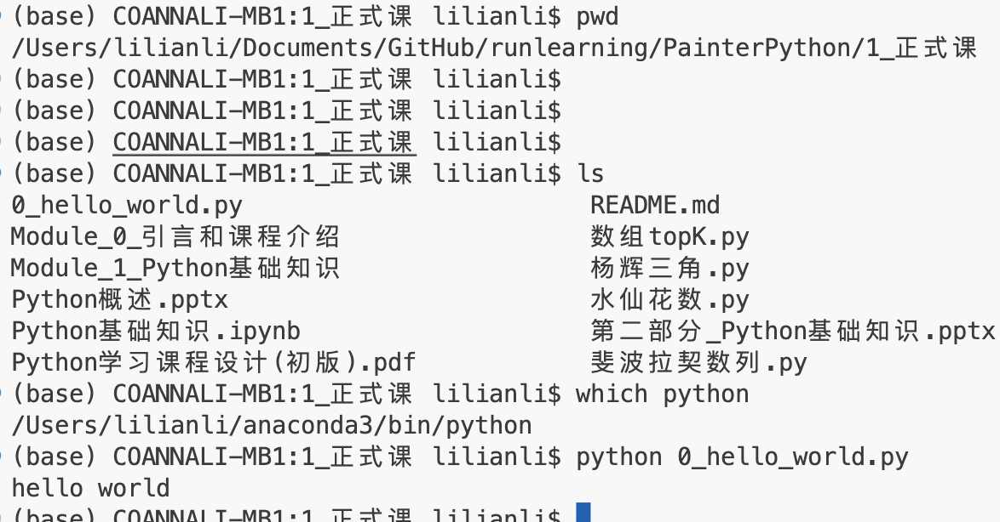 (base) COANNALI-MB1:1_正式课 lilianli$ pwd
/Users/lilianli/Documents/GitHub/runlearning/PainterPython/1_正式课
(base) COANNALI-MB1:1_正式课 lilianli$
(base) COANNALI-MB1:1_正式课 lilianli$
(base) COANNALI-MB1:1_正式课 lilianli$
(base) COANNALI-MB1:1_正式课 lilianli$ ls
0_hello_world.py README.md
Module_0_引言和课程介绍 数组topK.py
Module_1_Python基础知识 杨辉三角.py
Python概述.pptx 水仙花数.py
Python基础知识.ipynb 第二部分_Python基础知识.pptx
Python学习课程设计(初版).pdf 斐波拉契数列.py
(base) COANNALI-MB1:1_正式课 lilianli$ which python
/Users/lilianli/anaconda3/bin/python
(base) COANNALI-MB1:1_正式课 lilianli$ python 0_hello_world.py
hello world
(base) COANNALI-MB1:1_正式课 lilianli$